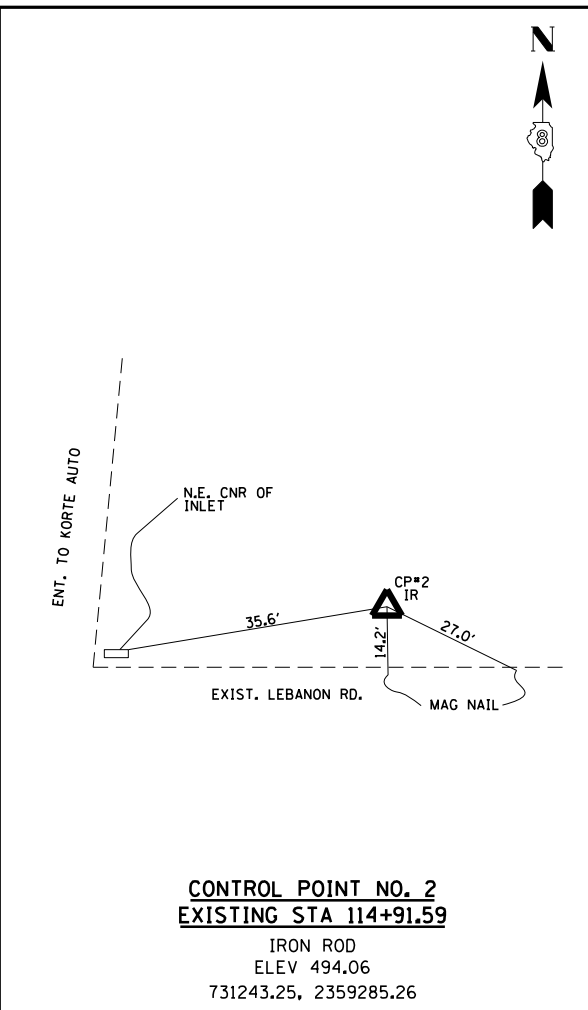 N
8
ENT. TO KORTE AUTO
N.E. CNR OF
INLET
CP#2
IR
35.6'
14.2'
27.0'
EXIST. LEBANON RD.
MAG NAIL
CONTROL POINT NO. 2
EXISTING STA 114+91.59
IRON ROD
ELEV 494.06
731243.25, 2359285.26